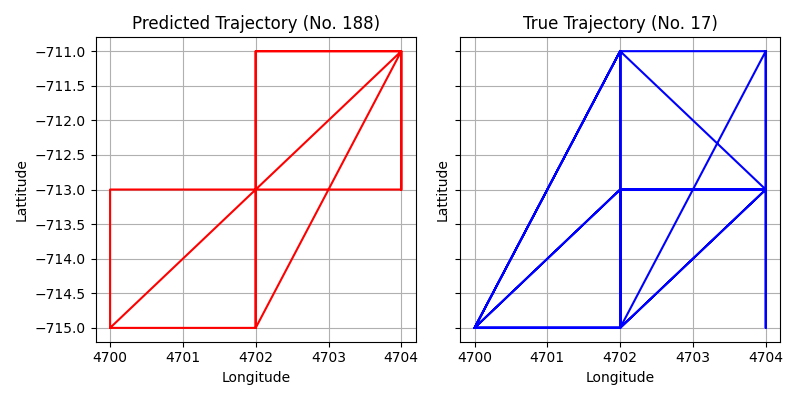 Predicted Trajectory (No. 188)
True Trajectory (No. 17)
Lattitude
−711.0
−711.5
−712.0
−712.5
−713.0
−713.5
−714.0
−714.5
−715.0
4700 4701 4702 4703 4704
Longitude
Lattitude
4700 4701 4702 4703 4704
Longitude